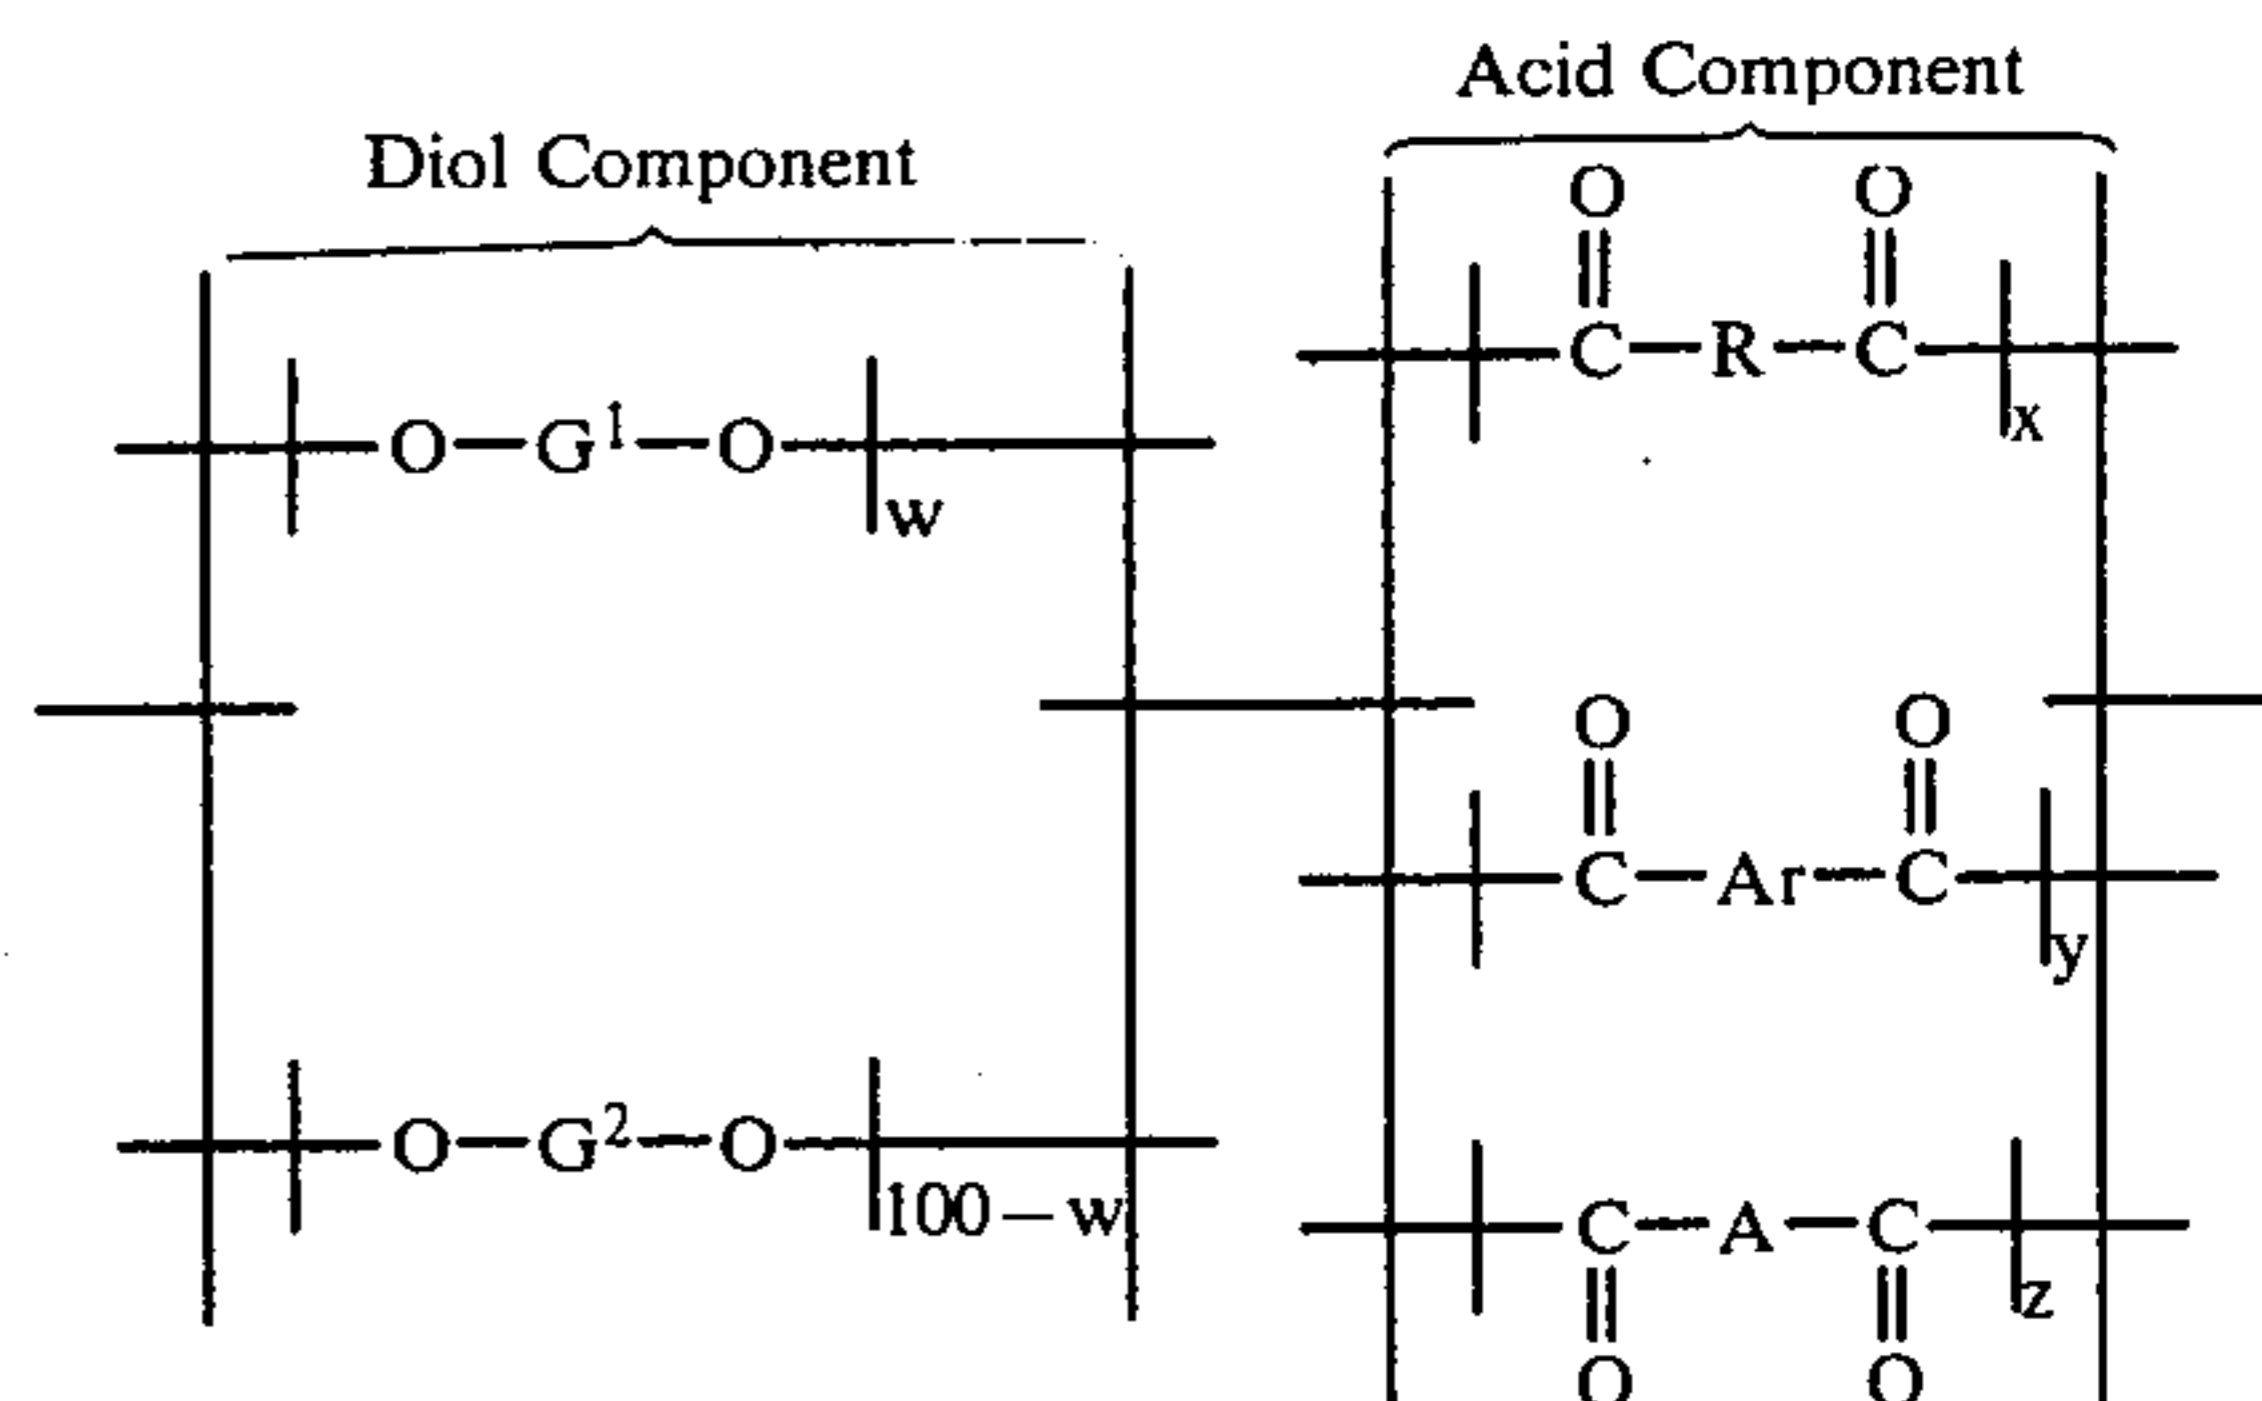 Acid Component
Diol Component
O O
C—R—C
x
O—G¹—O
w
O O
C—Ar—C
y
O—G²—O
100−w
C—A—C
z
O O